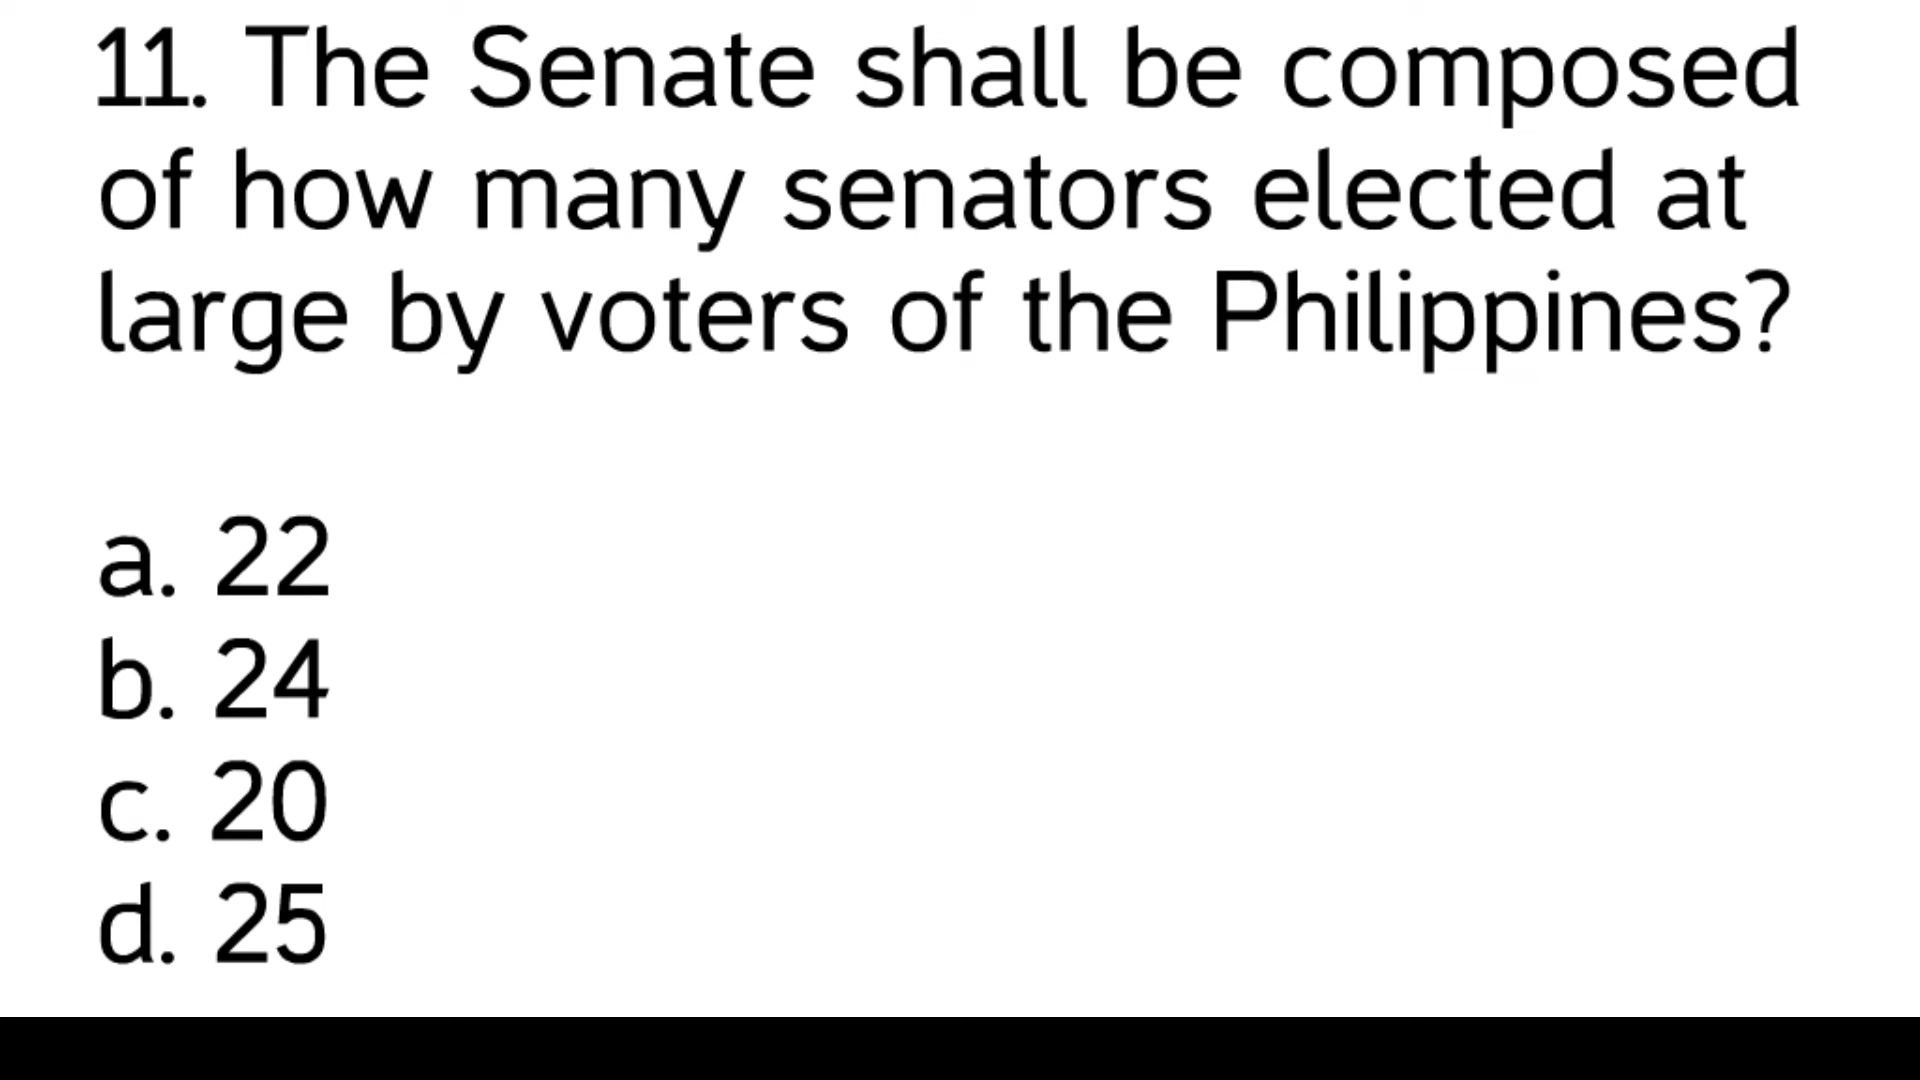 11. The Senate shall be composed
of how many senators elected at
large by voters of the Philippines?
a. 22
b. 24
c. 20
d. 25